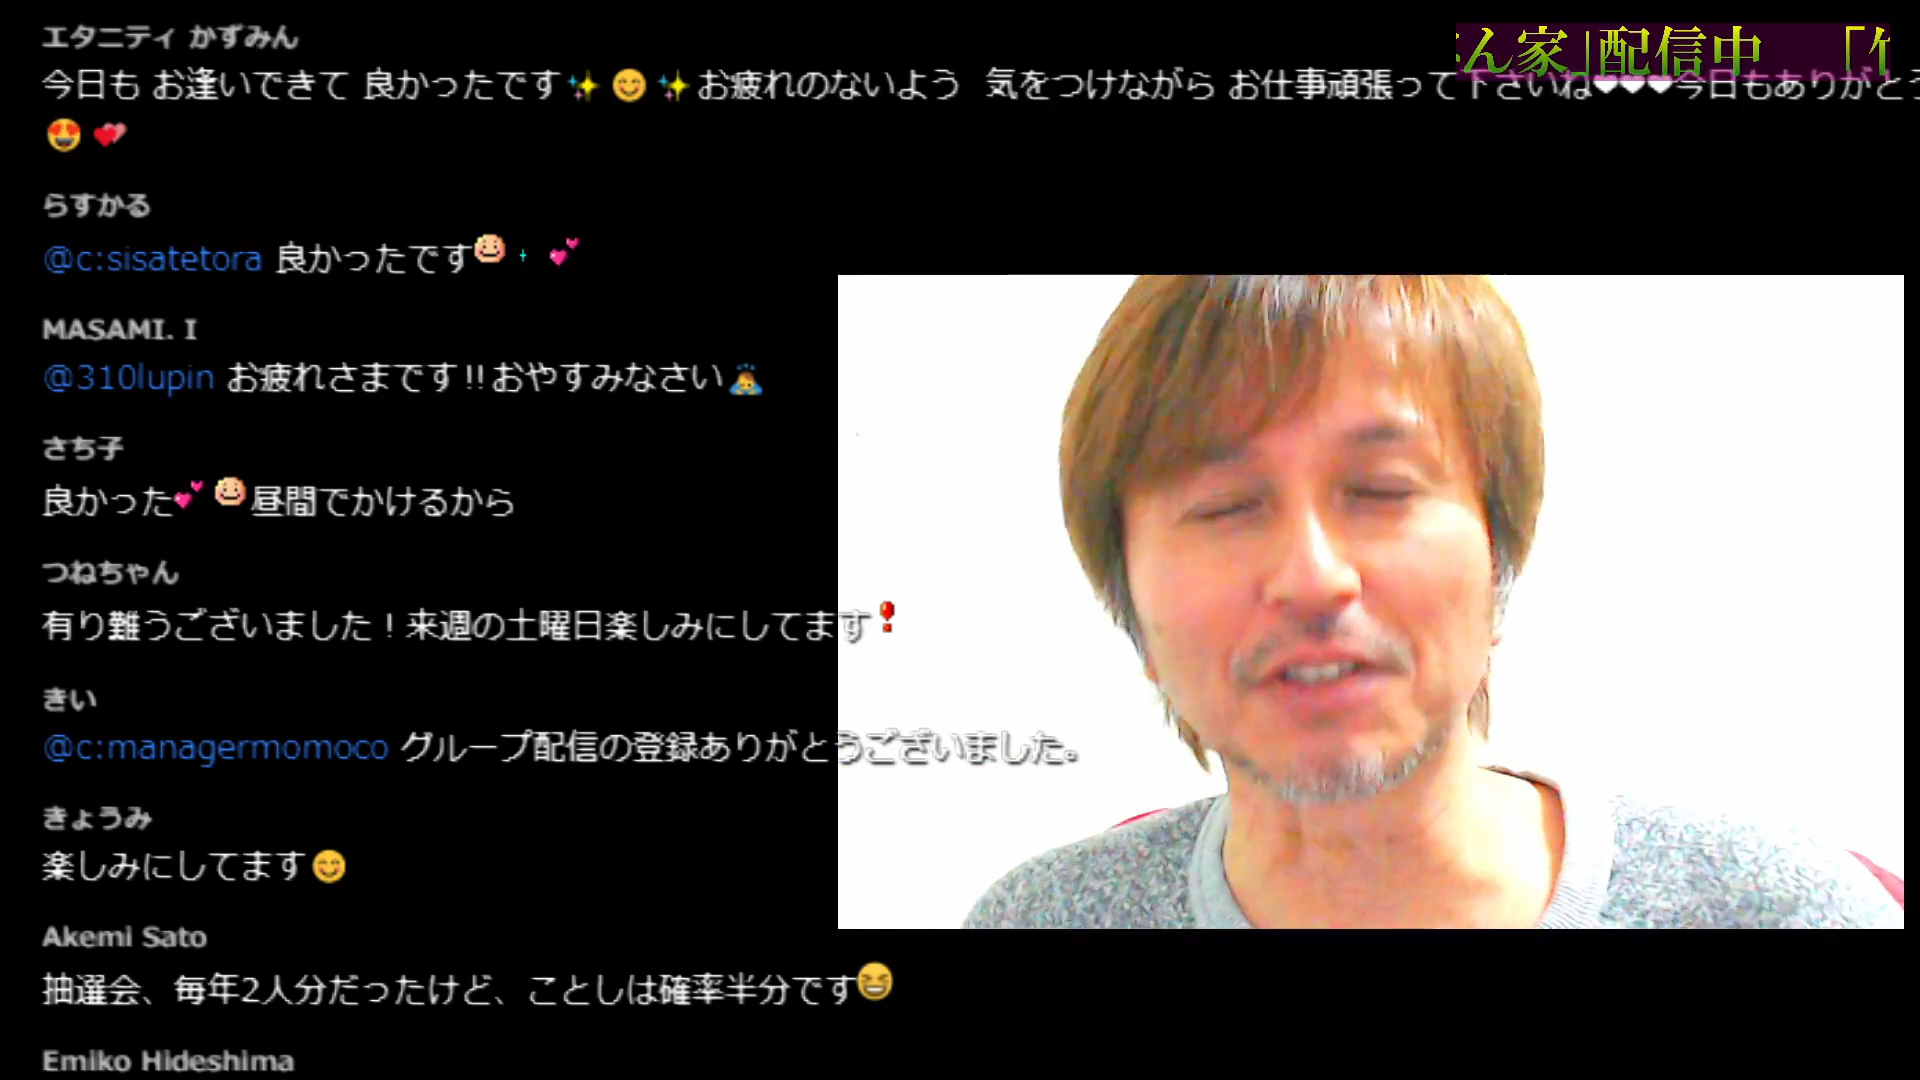 ん家」配信中 「
エタニティ かずみん
今日も お逢いできて 良かったです✨😊✨お疲れのないよう 気をつけながら お仕事頑張って下さいね❤❤❤今日もありがとう
😍💕
らすかる
@c:sisatetora 良かったです
MASAMI. I
@310lupin お疲れさまです!!おやすみなさい🙇
さち子
良かった💕昼間でかけるから
つねちゃん
有り難うございました！来週の土曜日楽しみにしてます❗
きい
@c:managermomoco グループ配信の登録ありがとうございました。
きょうみ
楽しみにしてます😊
Akemi Sato
抽選会、毎年2人分だったけど、ことしは確率半分です😆
Emiko Hideshima